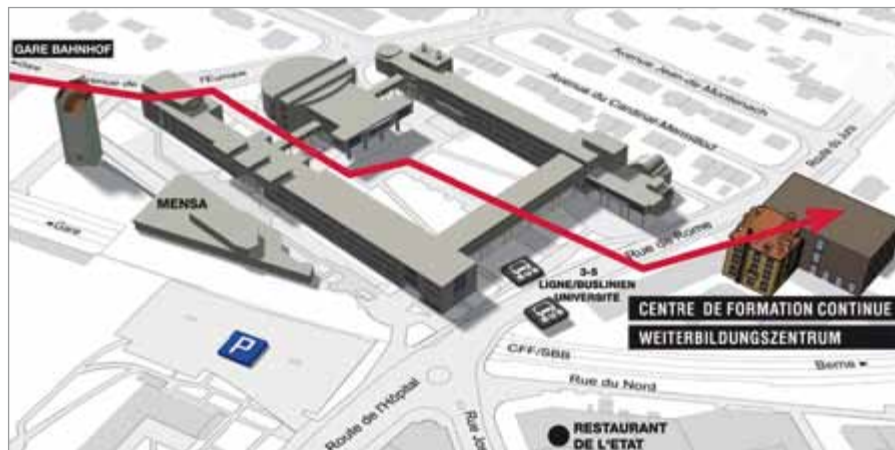 GARE BAHNHOF
Gare
Avenue de l'Europe
Avenue Jean-de-Montenach
Avenue du Cardinal-Mermillod
Route du Jura
MENSA
Gare
Rue de Rome
3-5
LIGNE/BUSLINIEN
UNIVERSITE
CENTRE DE FORMATION CONTINUE
WEITERBILDUNGSZENTRUM
P
CFF/SBB
Berne
Rue du Nord
Route de l'Hôpital
RESTAURANT
DE L'ETAT